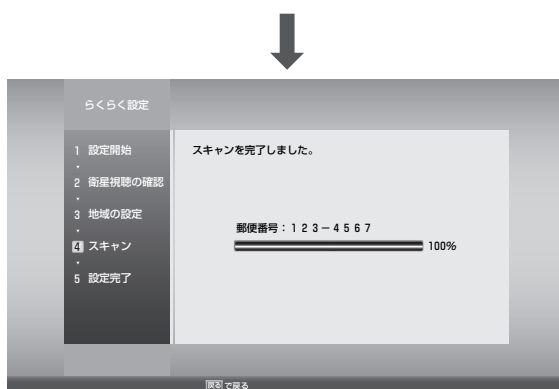 らくらく設定
1 設定開始
・
2 衛星視聴の確認
・
3 地域の設定
・
4 スキャン
・
5 設定完了
スキャンを完了しました。
郵便番号：１２３－４５６７
100%
戻る で戻る